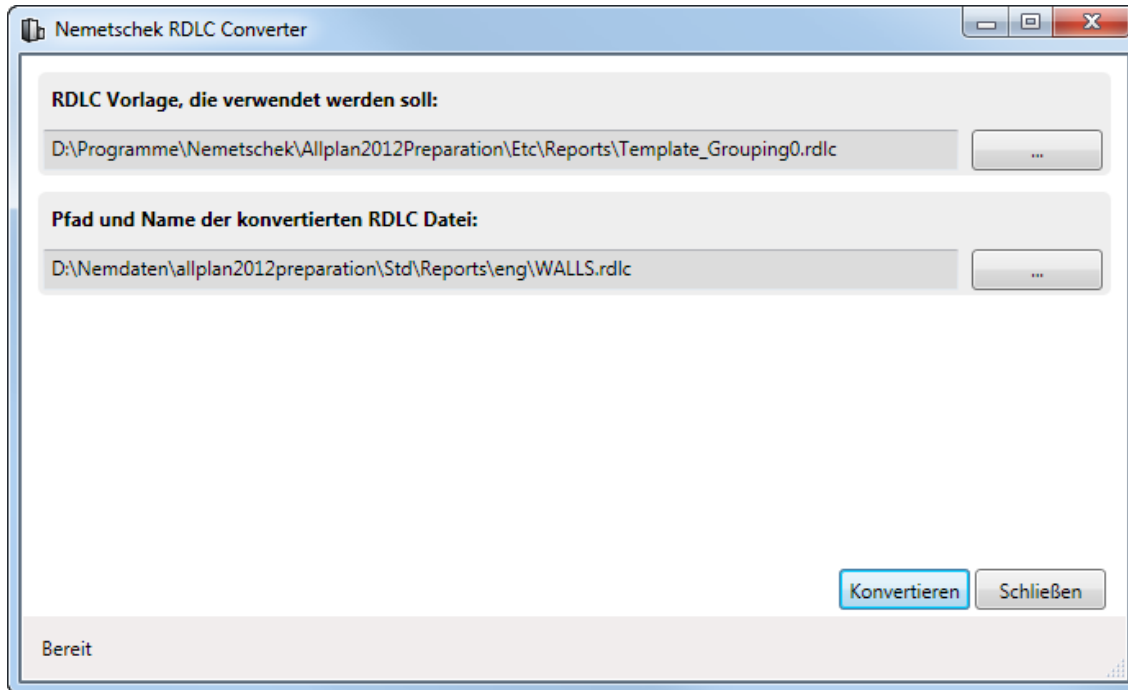 Nemetschek RDLC Converter
RDLC Vorlage, die verwendet werden soll:
D:\Programme\Nemetschek\Allplan2012Preparation\Etc\Reports\Template_Grouping0.rdlc
...
Pfad und Name der konvertierten RDLC Datei:
D:\Nemdaten\allplan2012preparation\Std\Reports\eng\WALLS.rdlc
...
Konvertieren Schließen
Bereit